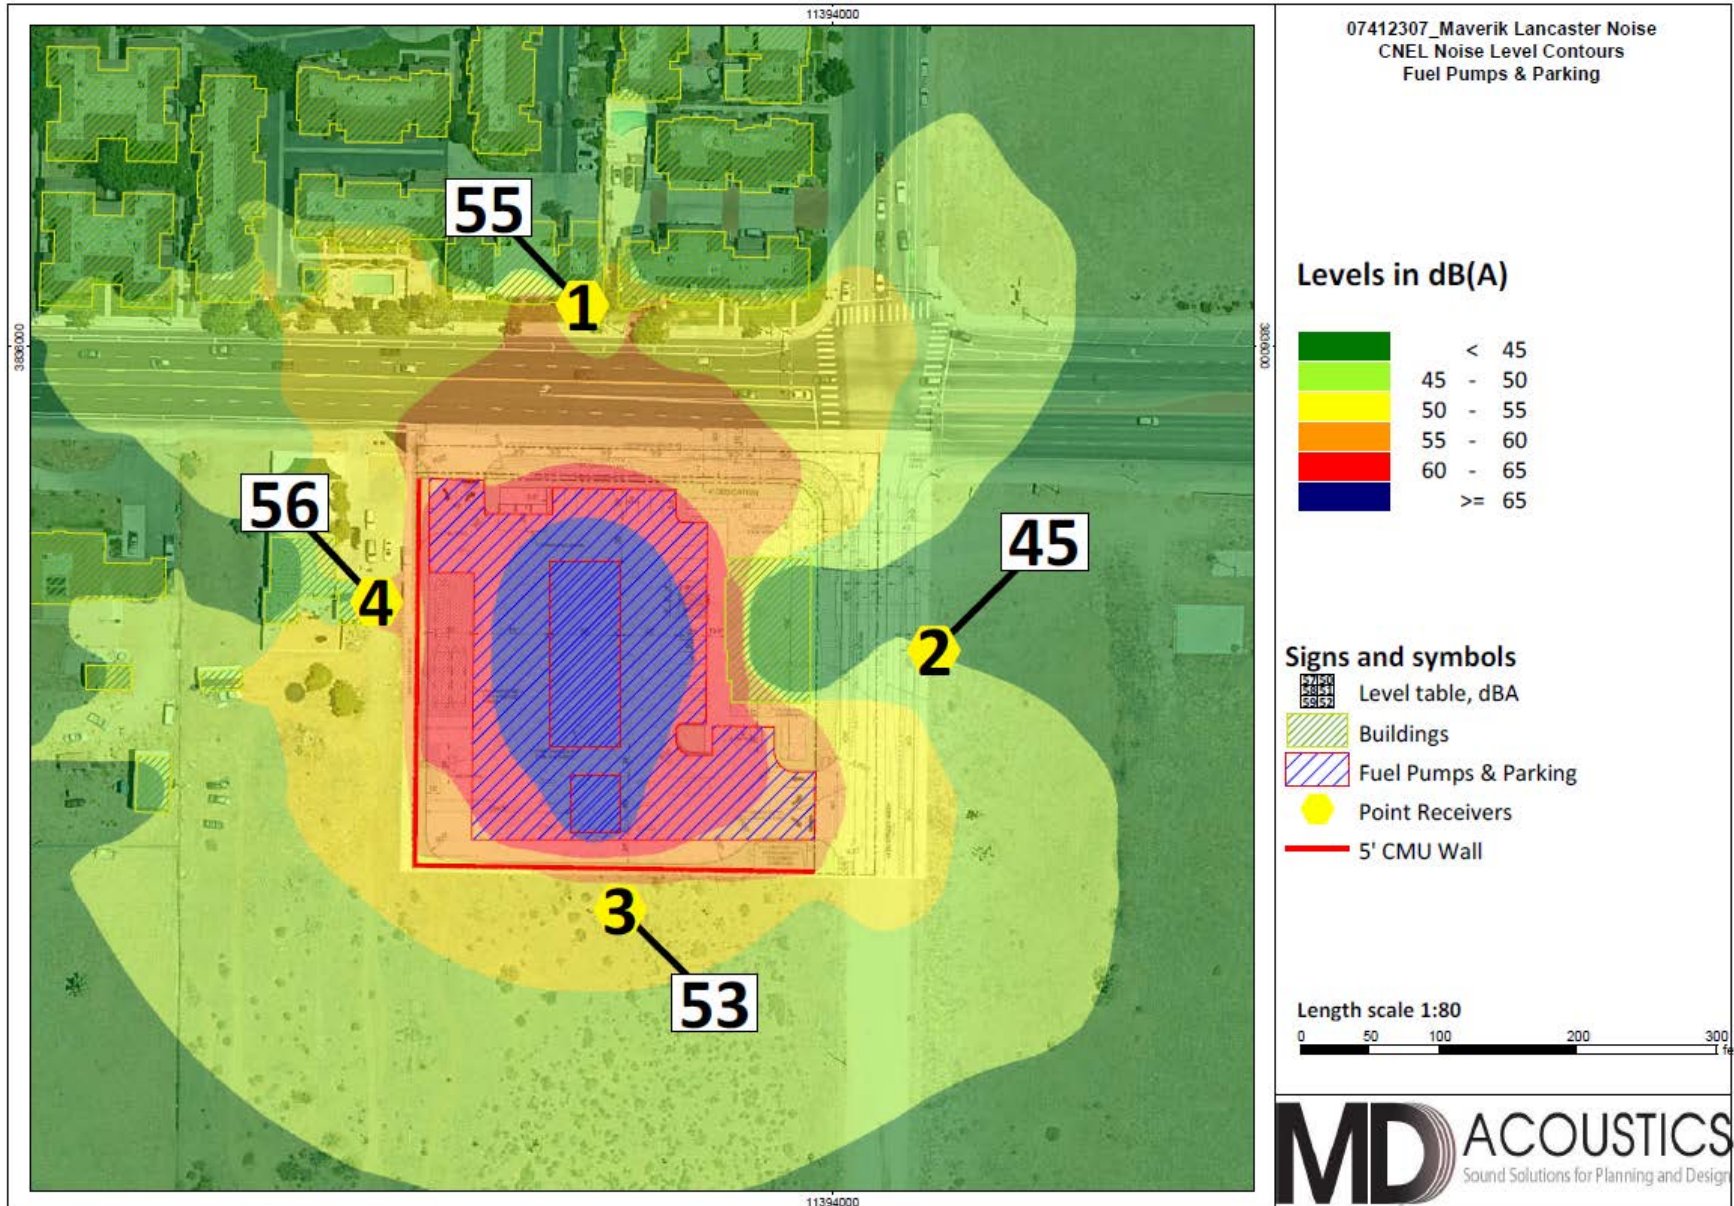 11394000
3836000
3836000
55
1
56
4
45
2
3
53
11394000
07412307_Maverik Lancaster Noise
CNEL Noise Level Contours
Fuel Pumps & Parking
Levels in dB(A)
< 45
45 - 50
50 - 55
55 - 60
60 - 65
>= 65
Signs and symbols
Level table, dBA
Buildings
Fuel Pumps & Parking
Point Receivers
5' CMU Wall
Length scale 1:80
0 50 100 200 300
MD ACOUSTICS
Sound Solutions for Planning and Design